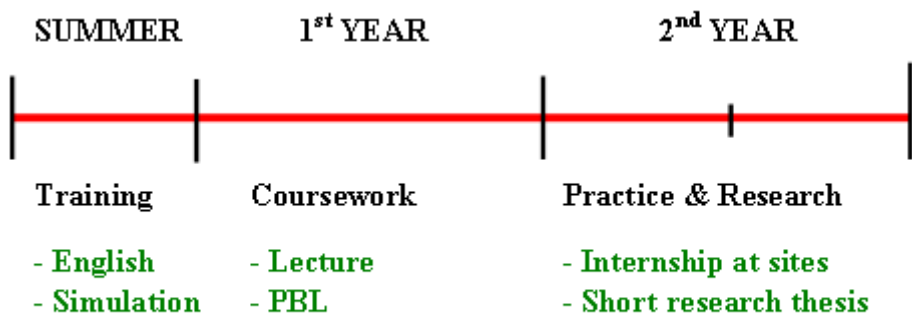 SUMMER 1st YEAR 2nd YEAR
Training Coursework Practice & Research
- English - Lecture - Internship at sites
- Simulation - PBL - Short research thesis